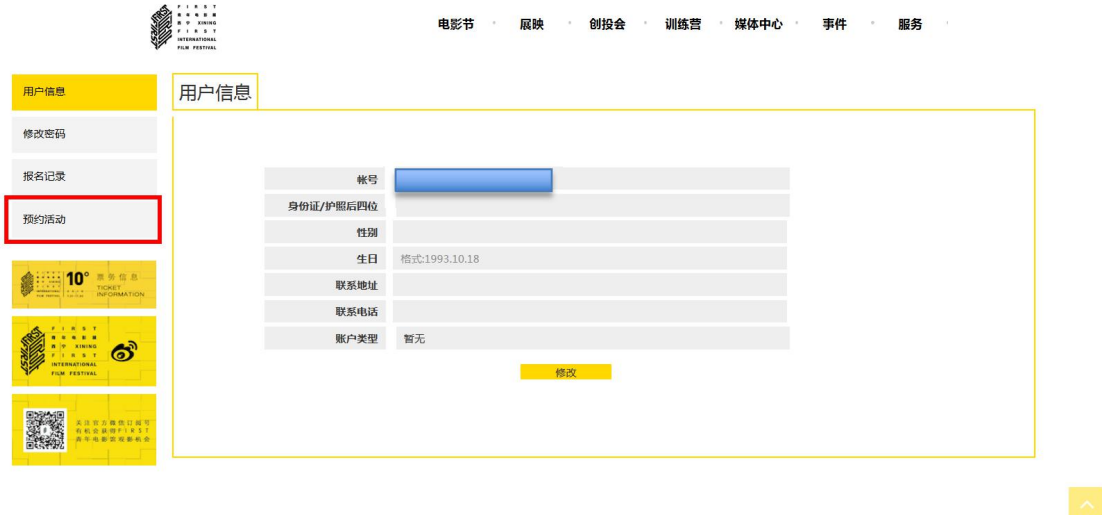 FIRST
XINING
FIRST
INTERNATIONAL
FILM FESTIVAL
电影节
展映
创投会
训练营
媒体中心
事件
服务
用户信息
修改密码
报名记录
预约活动
10°
票务信息
TICKET
INFORMATION
FIRST
XINING
FIRST
INTERNATIONAL
FILM FESTIVAL
关注官方微信订阅号
有机会获得FIRST
青年电影展观影机会
用户信息
帐号
身份证/护照后四位
性别
生日 格式:1993.10.18
联系地址
联系电话
账户类型 暂无
修改